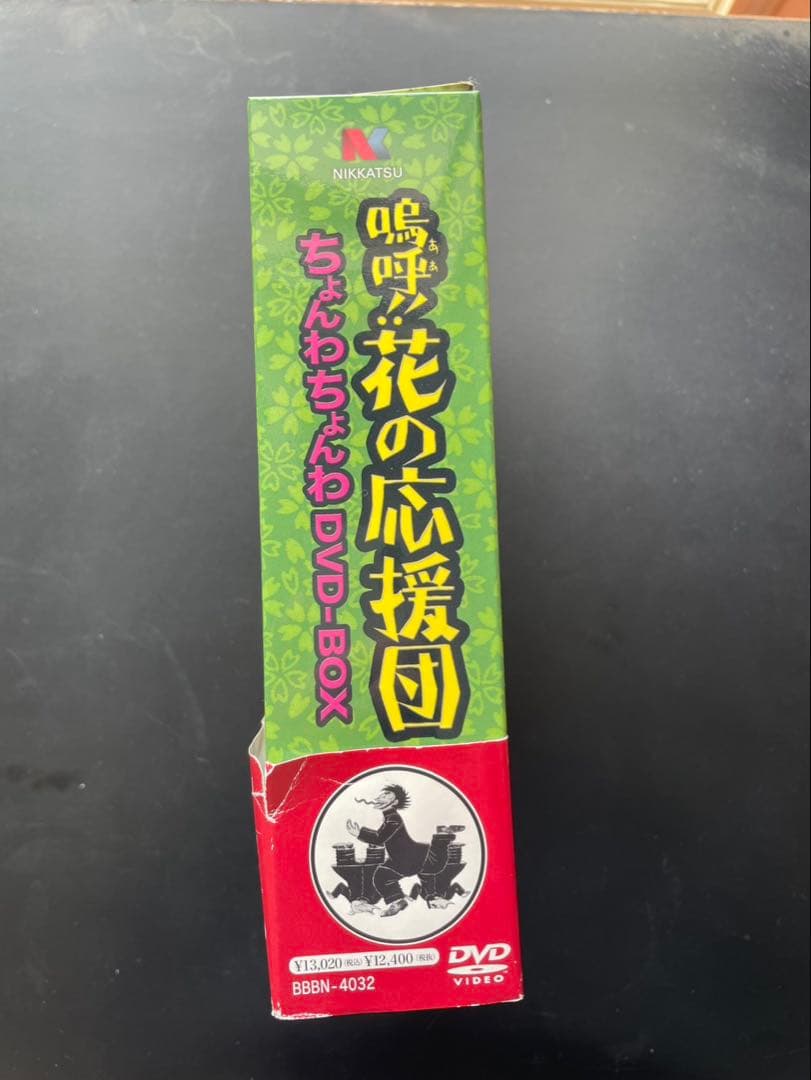 NIKKATSU
嗚呼!!花の応援団
ああ
ちょんわちょんわDVD-BOX
¥13,020(税込)¥12,400(税抜)
BBBN-4032
DVD
VIDEO